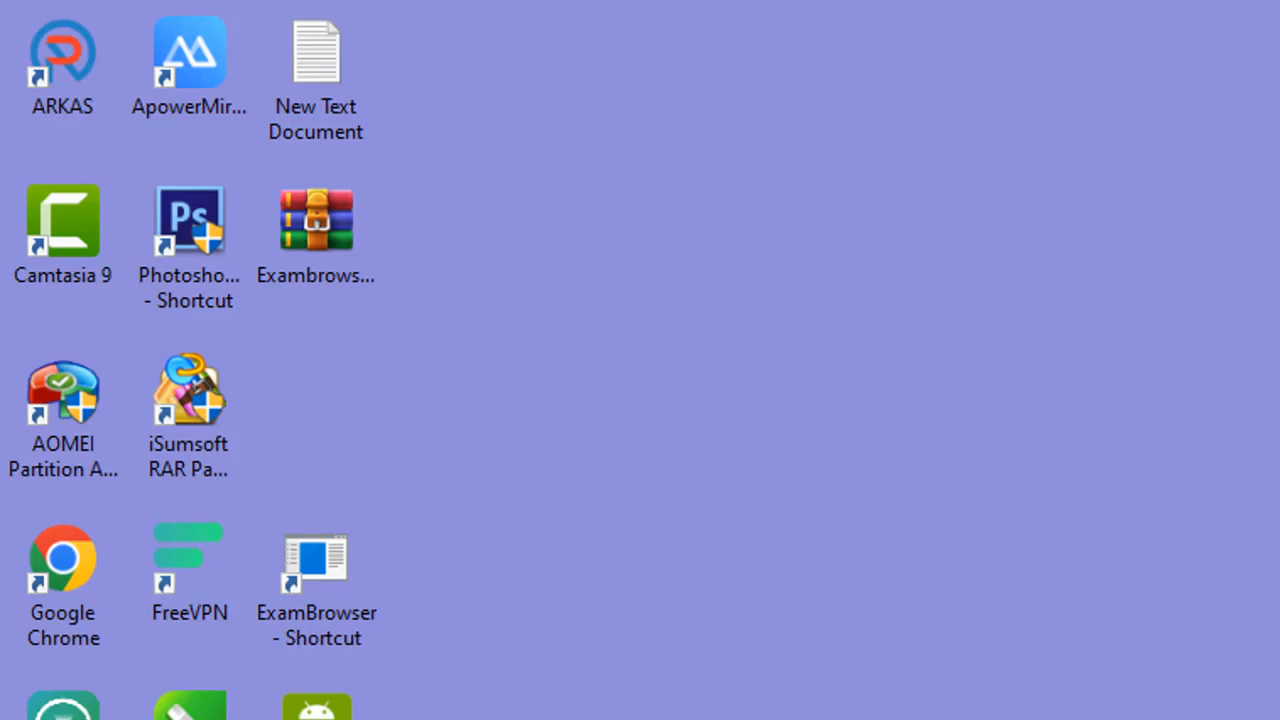 ARKAS
ApowerMir...
New Text
Document
Camtasia 9
Ps
Photosho...
- Shortcut
Exambrows...
AOMEI
Partition A...
iSumsoft
RAR Pa...
Google
Chrome
FreeVPN
ExamBrowser
- Shortcut